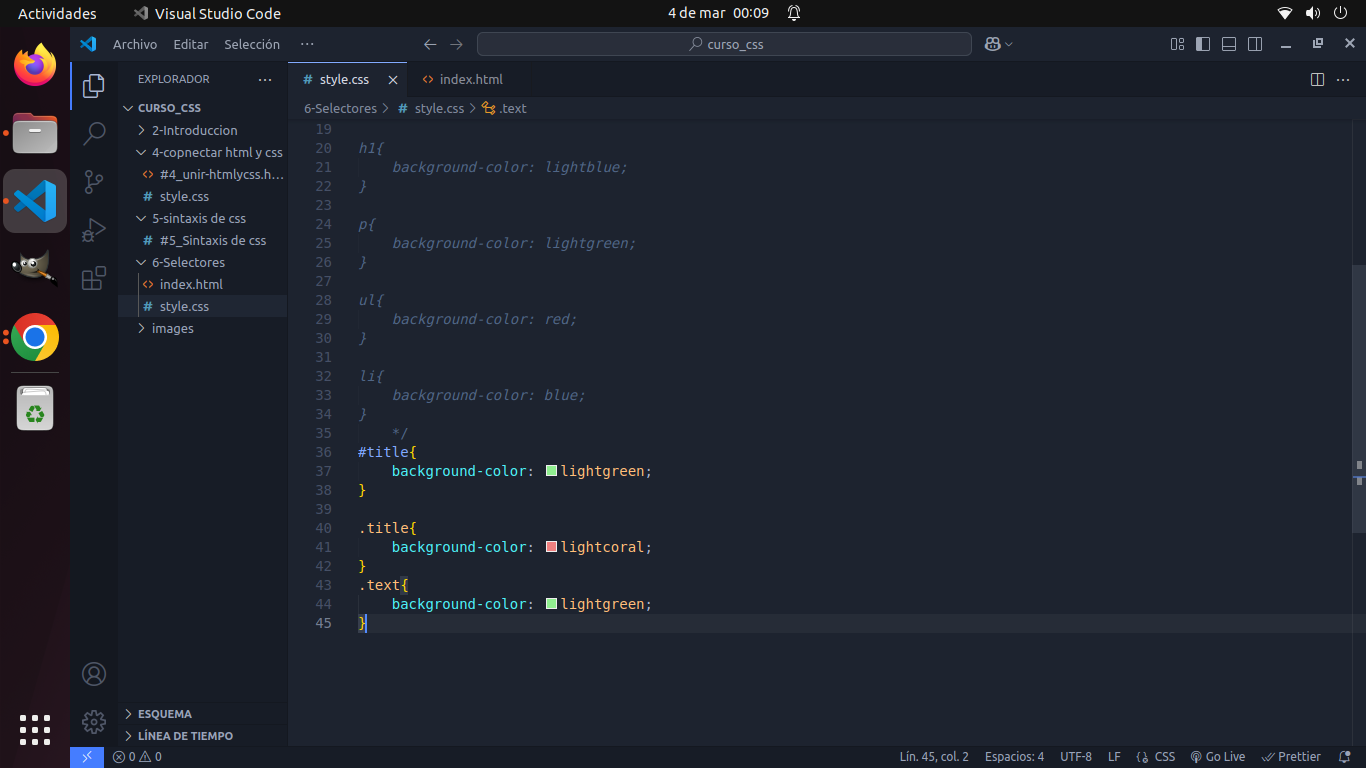 Actividades
Visual Studio Code
4 de mar 00:09
Archivo Editar Selección ···
curso_css
EXPLORADOR ···
CURSO_CSS
2-Introduccion
4-copnectar html y css
#4_unir-htmlycss.h...
style.css
5-sintaxis de css
#5_Sintaxis de css
6-Selectores
index.html
style.css
images
ESQUEMA
LÍNEA DE TIEMPO
# style.css
<> index.html
6-Selectores > # style.css > .text
19
20 h1{
21 background-color: lightblue;
22 }
23
24 p{
25 background-color: lightgreen;
26 }
27
28 ul{
29 background-color: red;
30 }
31
32 li{
33 background-color: blue;
34 }
35 */
36 #title{
37 background-color: lightgreen;
38 }
39
40 .title{
41 background-color: lightcoral;
42 }
43 .text{
44 background-color: lightgreen;
45 }
0 0
Lín. 45, col. 2 Espacios: 4 UTF-8 LF {} CSS Go Live Prettier